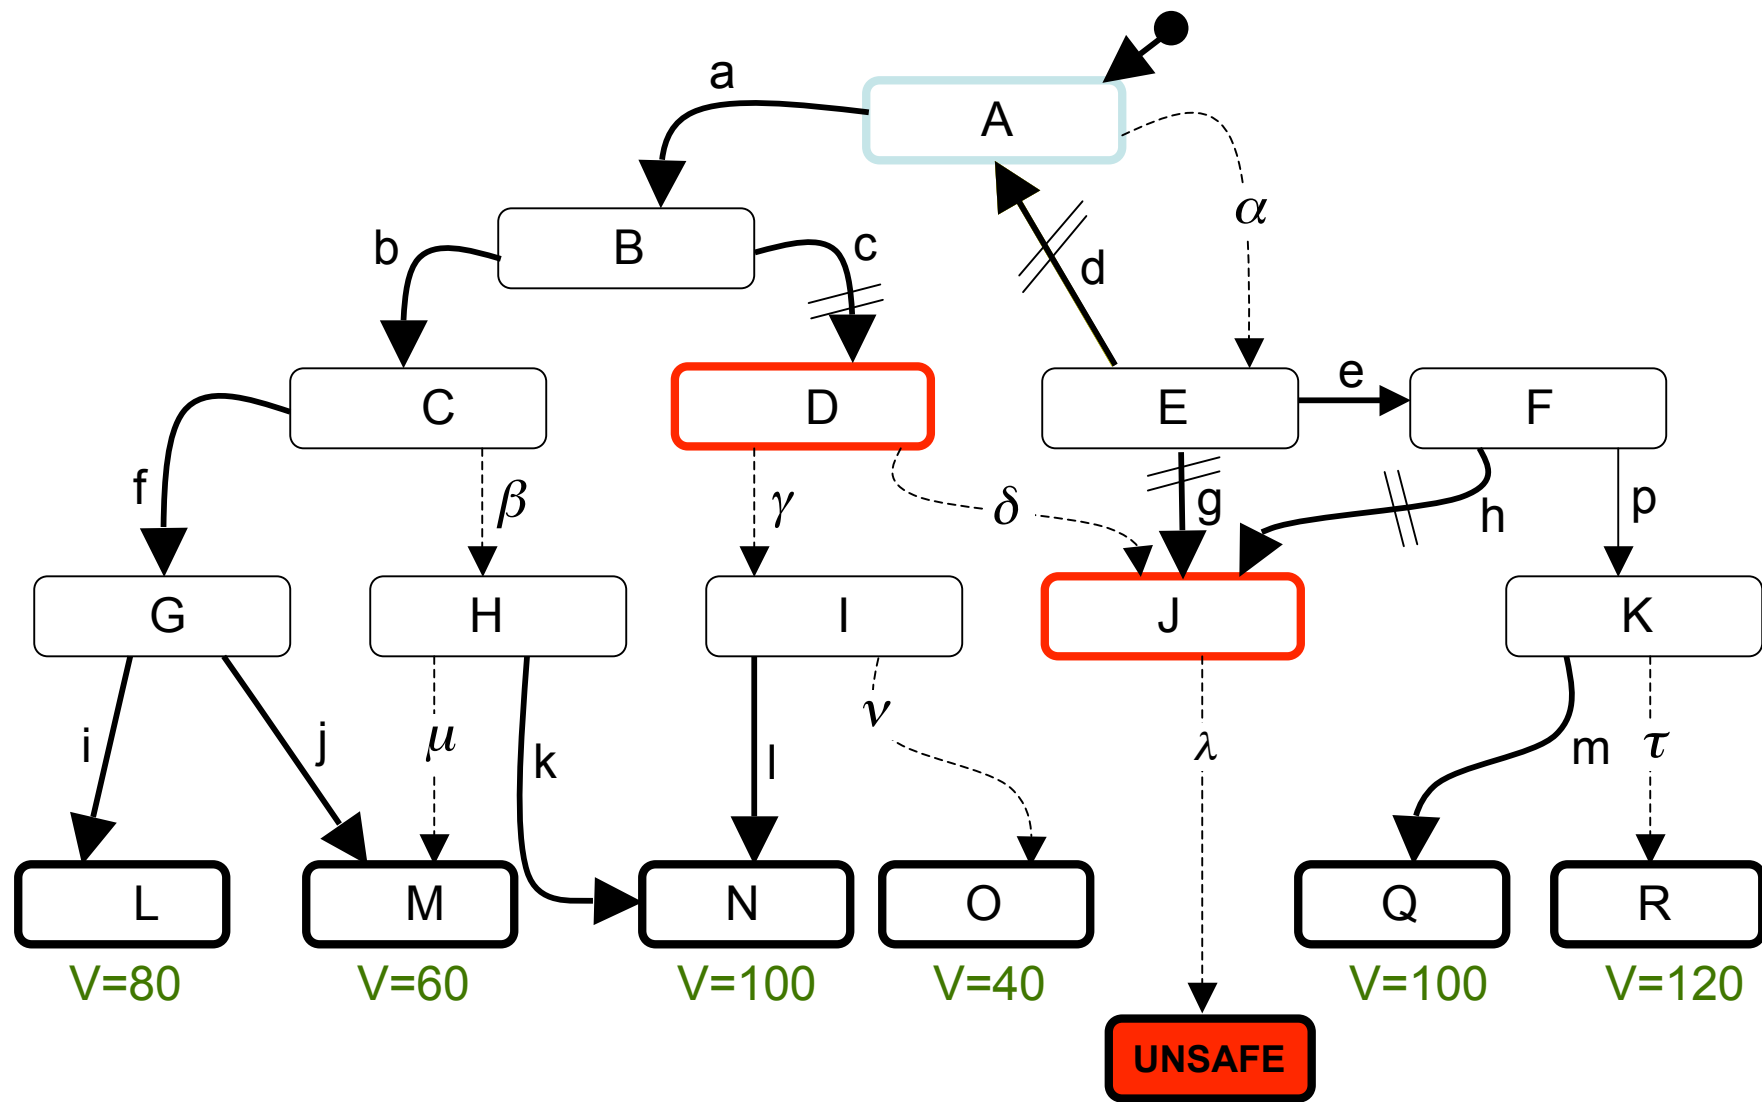 a
A
α
b
B
c
d
C
D
E
e
F
f
β
γ
δ
g
h
p
G
H
I
J
K
i
j
μ
k
l
ν
λ
m
τ
L
M
N
O
Q
R
V=80
V=60
V=100
V=40
V=100
V=120
UNSAFE